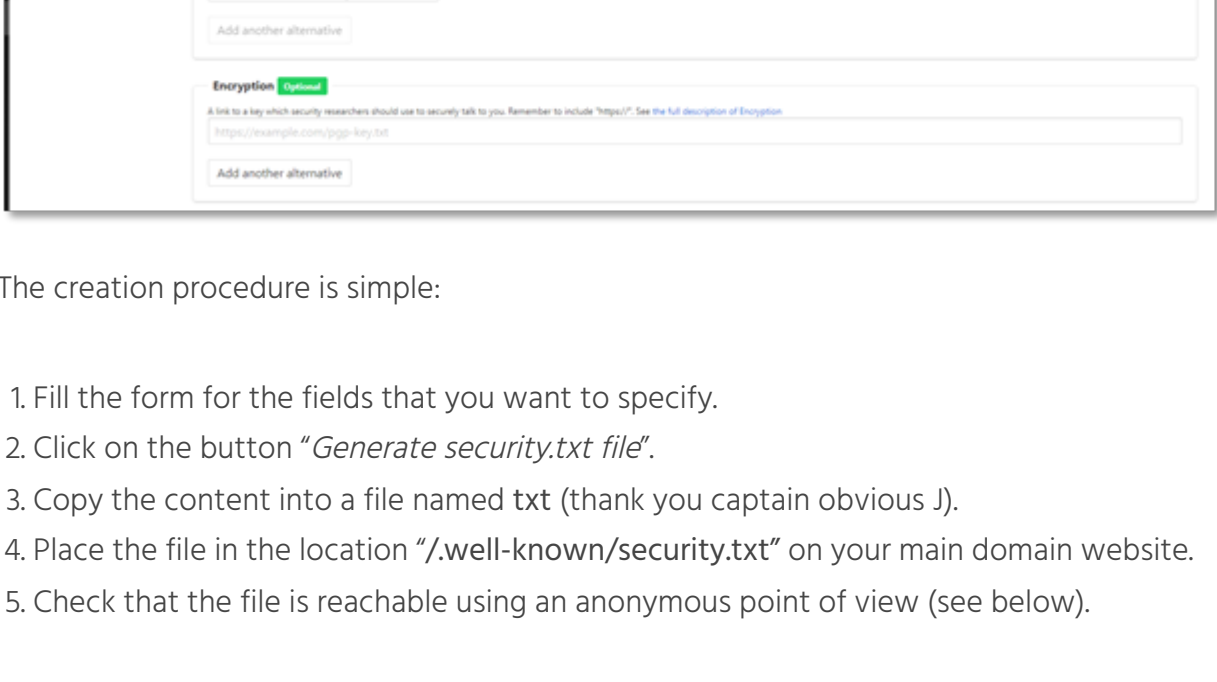 Add another alternative
Encryption Optional
A link to a key which security researchers should use to securely talk to you. Remember to include "https://". See the full description of Encryption
https://example.com/pgp-key.txt
Add another alternative
The creation procedure is simple:
1. Fill the form for the fields that you want to specify.
2. Click on the button “Generate security.txt file”.
3. Copy the content into a file named txt (thank you captain obvious J).
4. Place the file in the location “/.well-known/security.txt” on your main domain website.
5. Check that the file is reachable using an anonymous point of view (see below).